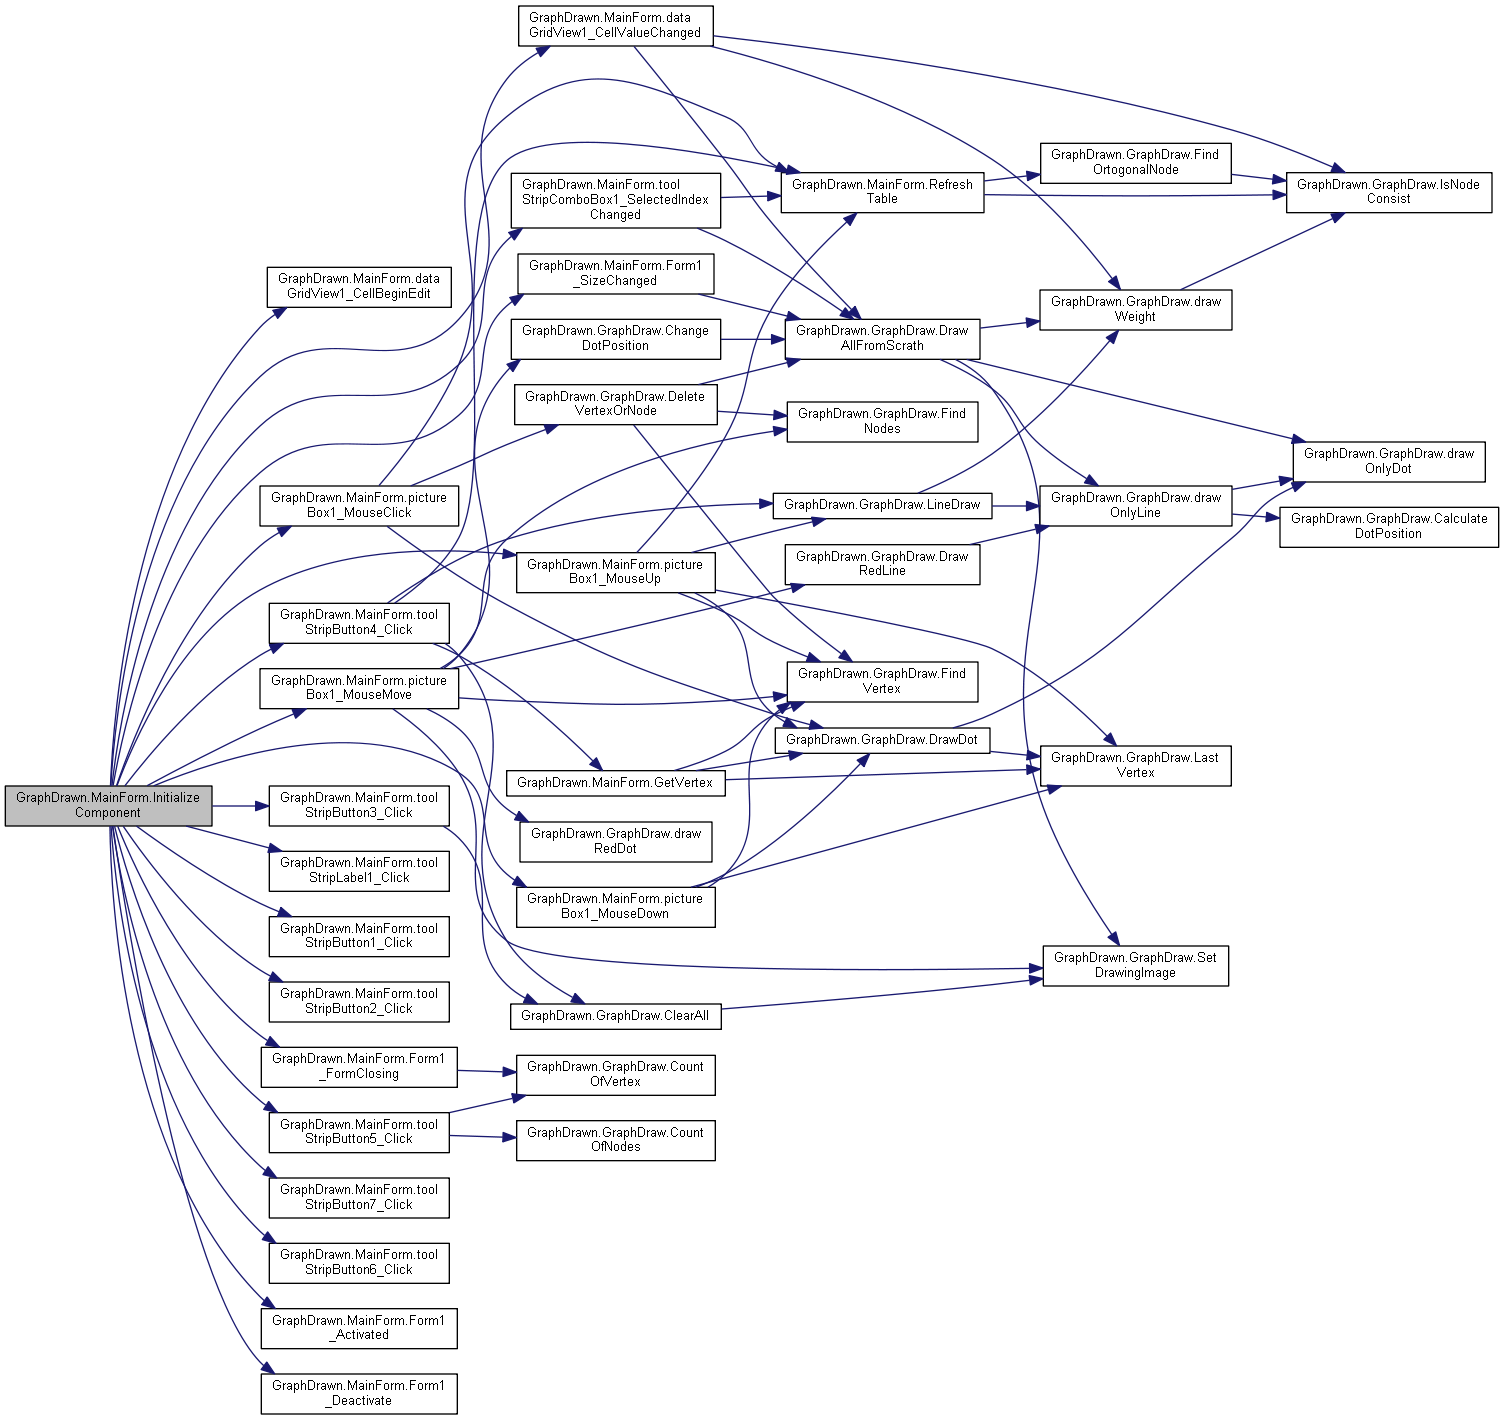 GraphDrawn.MainForm.Initialize
Component
GraphDrawn.MainForm.data
GridView1_CellBeginEdit
GraphDrawn.MainForm.picture
Box1_MouseClick
GraphDrawn.MainForm.tool
StripButton4_Click
GraphDrawn.MainForm.picture
Box1_MouseMove
GraphDrawn.MainForm.tool
StripButton3_Click
GraphDrawn.MainForm.tool
StripLabel1_Click
GraphDrawn.MainForm.tool
StripButton1_Click
GraphDrawn.MainForm.tool
StripButton2_Click
GraphDrawn.MainForm.Form1
_FormClosing
GraphDrawn.MainForm.tool
StripButton5_Click
GraphDrawn.MainForm.tool
StripButton7_Click
GraphDrawn.MainForm.tool
StripButton6_Click
GraphDrawn.MainForm.Form1
_Activated
GraphDrawn.MainForm.Form1
_Deactivate
GraphDrawn.MainForm.data
GridView1_CellValueChanged
GraphDrawn.MainForm.tool
StripComboBox1_SelectedIndex
Changed
GraphDrawn.MainForm.Form1
_SizeChanged
GraphDrawn.GraphDraw.Change
DotPosition
GraphDrawn.GraphDraw.Delete
VertexOrNode
GraphDrawn.MainForm.picture
Box1_MouseUp
GraphDrawn.MainForm.GetVertex
GraphDrawn.GraphDraw.draw
RedDot
GraphDrawn.MainForm.picture
Box1_MouseDown
GraphDrawn.GraphDraw.ClearAll
GraphDrawn.GraphDraw.Count
OfVertex
GraphDrawn.GraphDraw.Count
OfNodes
GraphDrawn.MainForm.Refresh
Table
GraphDrawn.GraphDraw.Draw
AllFromScrath
GraphDrawn.GraphDraw.Find
Nodes
GraphDrawn.GraphDraw.LineDraw
GraphDrawn.GraphDraw.Draw
RedLine
GraphDrawn.GraphDraw.Find
Vertex
GraphDrawn.GraphDraw.DrawDot
GraphDrawn.GraphDraw.Find
OrtogonalNode
GraphDrawn.GraphDraw.draw
Weight
GraphDrawn.GraphDraw.draw
OnlyLine
GraphDrawn.GraphDraw.Last
Vertex
GraphDrawn.GraphDraw.Set
DrawingImage
GraphDrawn.GraphDraw.IsNode
Consist
GraphDrawn.GraphDraw.draw
OnlyDot
GraphDrawn.GraphDraw.Calculate
DotPosition